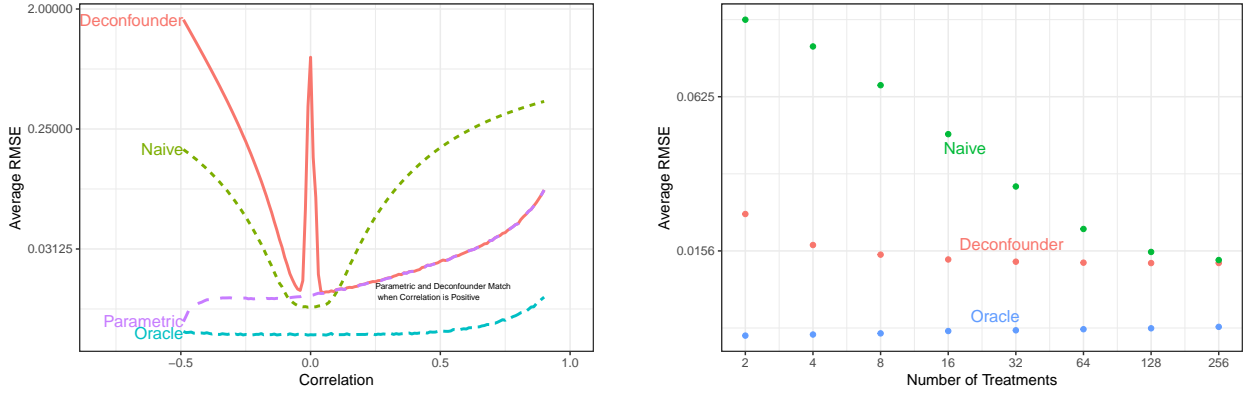 2.00000
0.25000
0.03125
Average RMSE
Deconfounder
Naive
Parametric
Oracle
Parametric and Deconfounder Match
when Correlation is Positive
−0.5
0.0
0.5
1.0
Correlation
0.0625
0.0156
Average RMSE
Naive
Deconfounder
Oracle
2
4
8
16
32
64
128
256
Number of Treatments